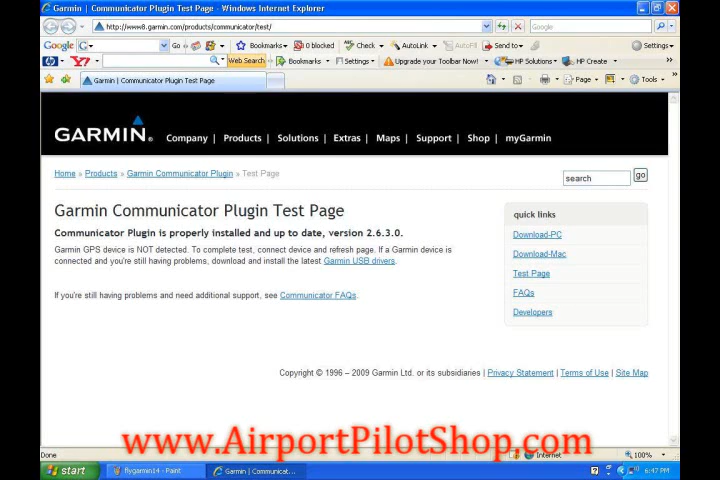 Garmin | Communicator Plugin Test Page - Windows Internet Explorer
http://www8.garmin.com/products/communicator/test/
Google
Google G Go Bookmarks 0 blocked Check AutoLink AutoFill Send to Settings
hp Y! Web Search Bookmarks Settings Upgrade your Toolbar Now! HP Solutions HP Create
Garmin | Communicator Plugin Test Page Page Tools
GARMIN. Company | Products | Solutions | Extras | Maps | Support | Shop | myGarmin
Home » Products » Garmin Communicator Plugin » Test Page
search go
Garmin Communicator Plugin Test Page
Communicator Plugin is properly installed and up to date, version 2.6.3.0.
Garmin GPS device is NOT detected. To complete test, connect device and refresh page. If a Garmin device is
connected and you're still having problems, download and install the latest Garmin USB drivers.
If you're still having problems and need additional support, see Communicator FAQs.
quick links
Download-PC
Download-Mac
Test Page
FAQs
Developers
Copyright © 1996 – 2009 Garmin Ltd. or its subsidiaries | Privacy Statement | Terms of Use | Site Map
www.AirportPilotShop.com
Done Internet 100%
start flygarmin14 - Paint Garmin | Communicat... 6:47 PM